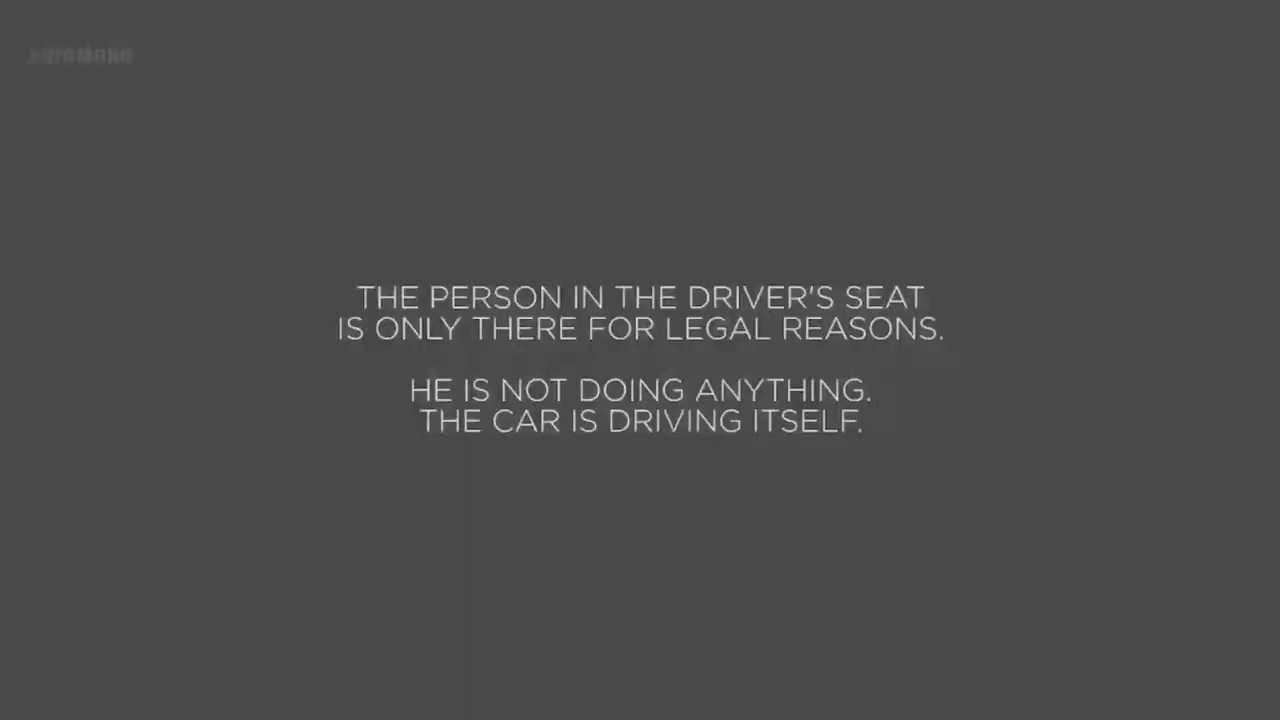 THE PERSON IN THE DRIVER'S SEAT
IS ONLY THERE FOR LEGAL REASONS.
HE IS NOT DOING ANYTHING.
THE CAR IS DRIVING ITSELF.